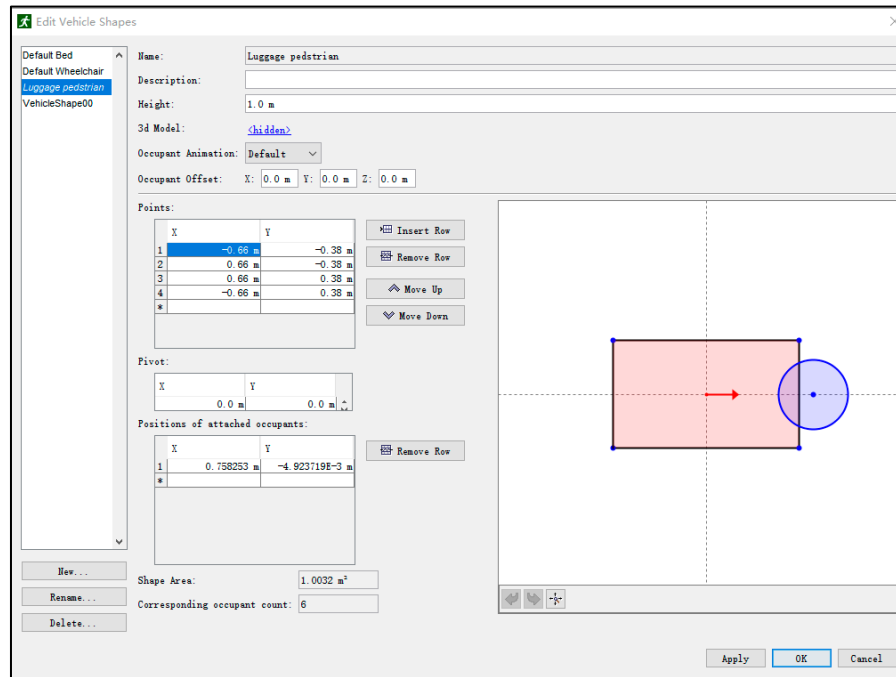 Edit Vehicle Shapes
Default Bed
Default Wheelchair
Luggage pedstrian
VehicleShape00
New...
Rename...
Delete...
Name: Luggage pedstrian
Description:
Height: 1.0 m
3d Model: <hidden>
Occupant Animation: Default
Occupant Offset: X: 0.0 m Y: 0.0 m Z: 0.0 m
Points:
X Y
1 -0.66 m -0.38 m
2 0.66 m -0.38 m
3 0.66 m 0.38 m
4 -0.66 m 0.38 m
*
Insert Row
Remove Row
Move Up
Move Down
Pivot:
X Y
0.0 m 0.0 m
Positions of attached occupants:
X Y
1 0.758253 m -4.923719E-3 m
*
Remove Row
Shape Area: 1.0032 m²
Corresponding occupant count: 6
Apply OK Cancel